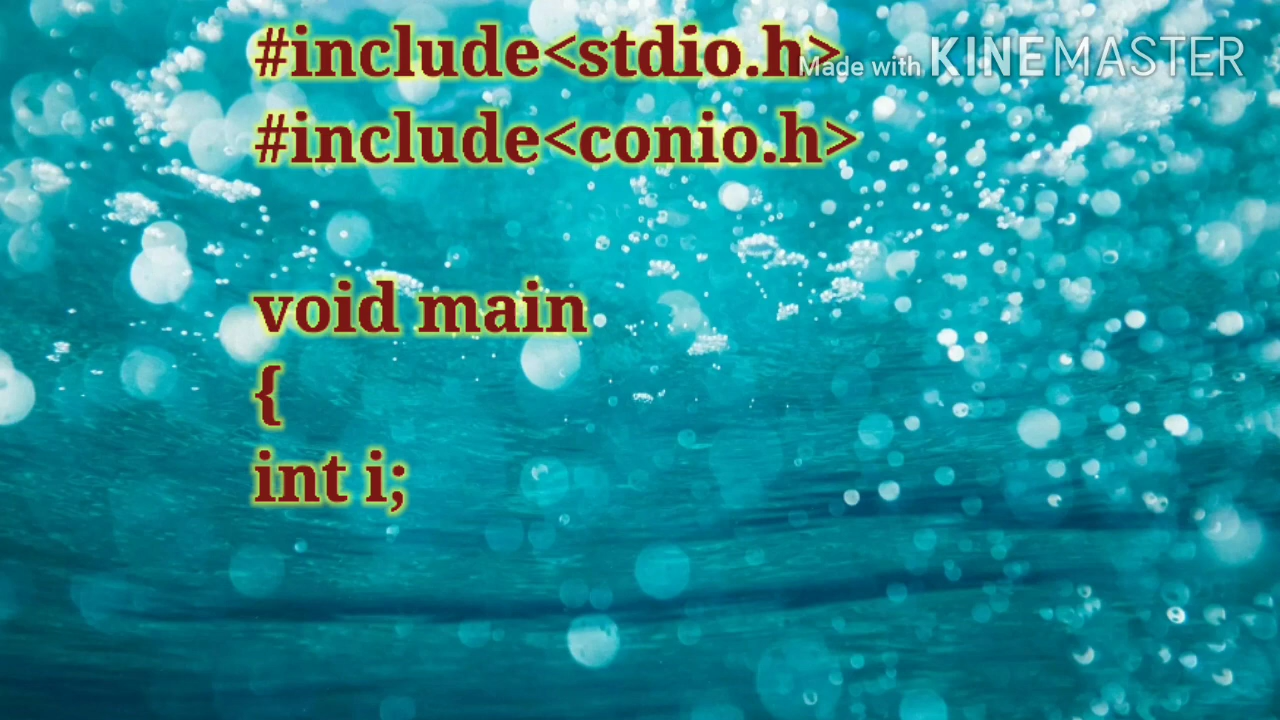 #include<stdio.h>
Made with KINEMASTER
#include<conio.h>
void main
{
int i;